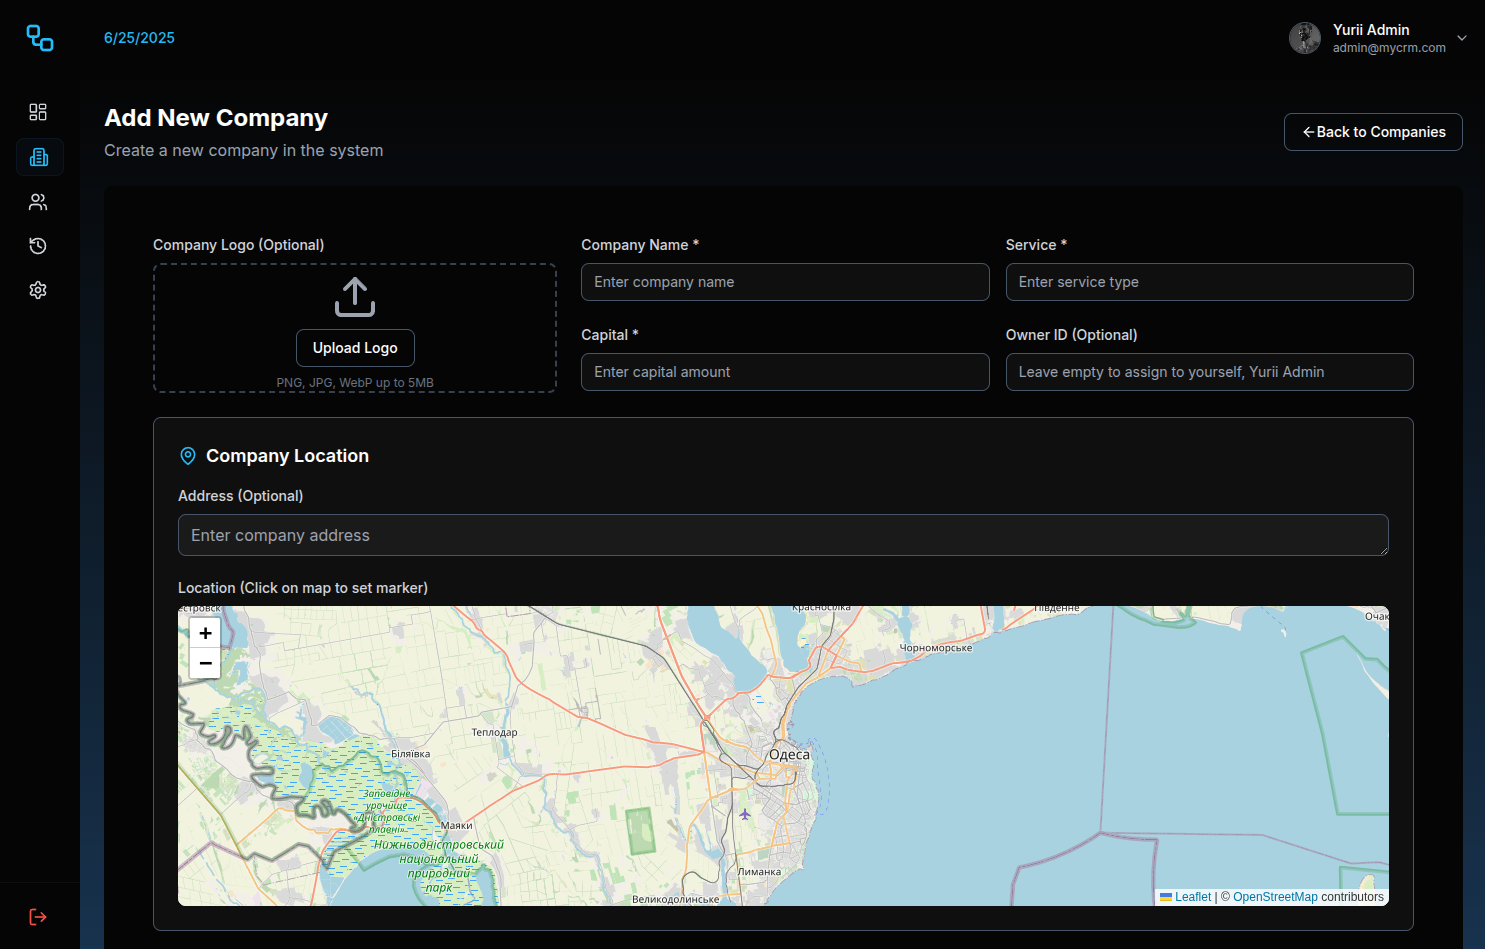 6/25/2025
Yurii Admin
admin@mycrm.com
Add New Company
Create a new company in the system
Back to Companies
Company Logo (Optional)
Upload Logo
PNG, JPG, WebP up to 5MB
Company Name *
Enter company name
Service *
Enter service type
Capital *
Enter capital amount
Owner ID (Optional)
Leave empty to assign to yourself, Yurii Admin
Company Location
Address (Optional)
Enter company address
Location (Click on map to set marker)
+
−
Красносілка
Південне
Чорноморське
Теплодар
Біляївка
Одеса
Заповідне
урочище
«Дністровські
плавні»
Маяки
Нижньодністровський
національний
природний
парк
Лиманка
Великодолинське
Leaflet | © OpenStreetMap contributors